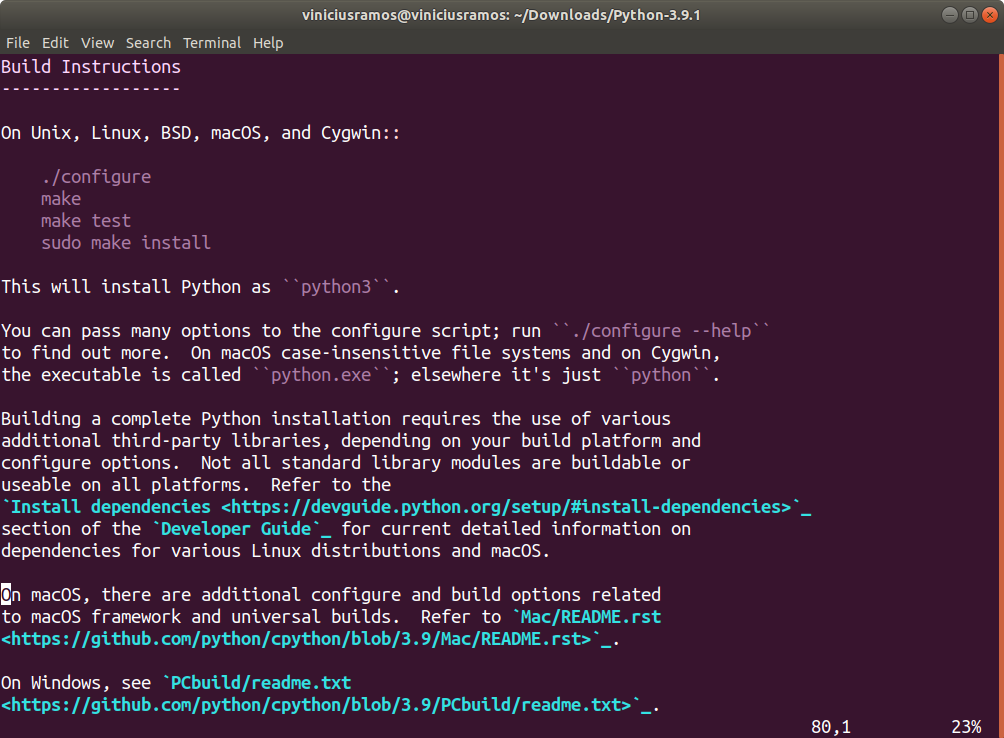 viniciusramos@viniciusramos: ~/Downloads/Python-3.9.1
File Edit View Search Terminal Help
Build Instructions
------------------

On Unix, Linux, BSD, macOS, and Cygwin::

    ./configure
    make
    make test
    sudo make install

This will install Python as ``python3``.

You can pass many options to the configure script; run ``./configure --help``
to find out more.  On macOS case-insensitive file systems and on Cygwin,
the executable is called ``python.exe``; elsewhere it's just ``python``.

Building a complete Python installation requires the use of various
additional third-party libraries, depending on your build platform and
configure options.  Not all standard library modules are buildable or
useable on all platforms.  Refer to the
`Install dependencies <https://devguide.python.org/setup/#install-dependencies>`_
section of the `Developer Guide`_ for current detailed information on
dependencies for various Linux distributions and macOS.

On macOS, there are additional configure and build options related
to macOS framework and universal builds.  Refer to `Mac/README.rst
<https://github.com/python/cpython/blob/3.9/Mac/README.rst>`_.

On Windows, see `PCbuild/readme.txt
<https://github.com/python/cpython/blob/3.9/PCbuild/readme.txt>`_.
80,1 23%